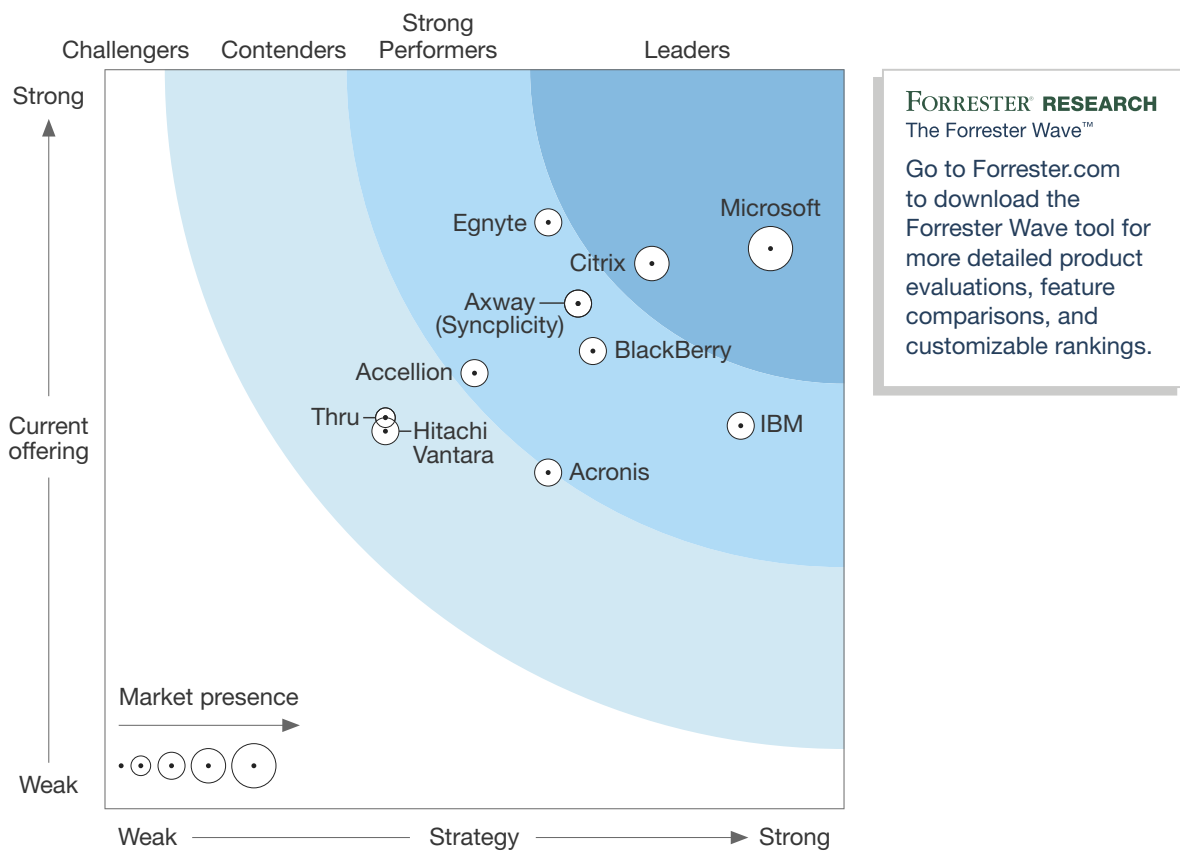 Challengers
Contenders
Strong
Performers
Leaders
Strong
Current
offering
Weak
Egnyte
Microsoft
Citrix
Axway
(Syncplicity)
BlackBerry
Accellion
Thru
Hitachi
Vantara
IBM
Acronis
Market presence
Weak
Strategy
Strong
FORRESTER® RESEARCH
The Forrester Wave™
Go to Forrester.com
to download the
Forrester Wave tool for
more detailed product
evaluations, feature
comparisons, and
customizable rankings.